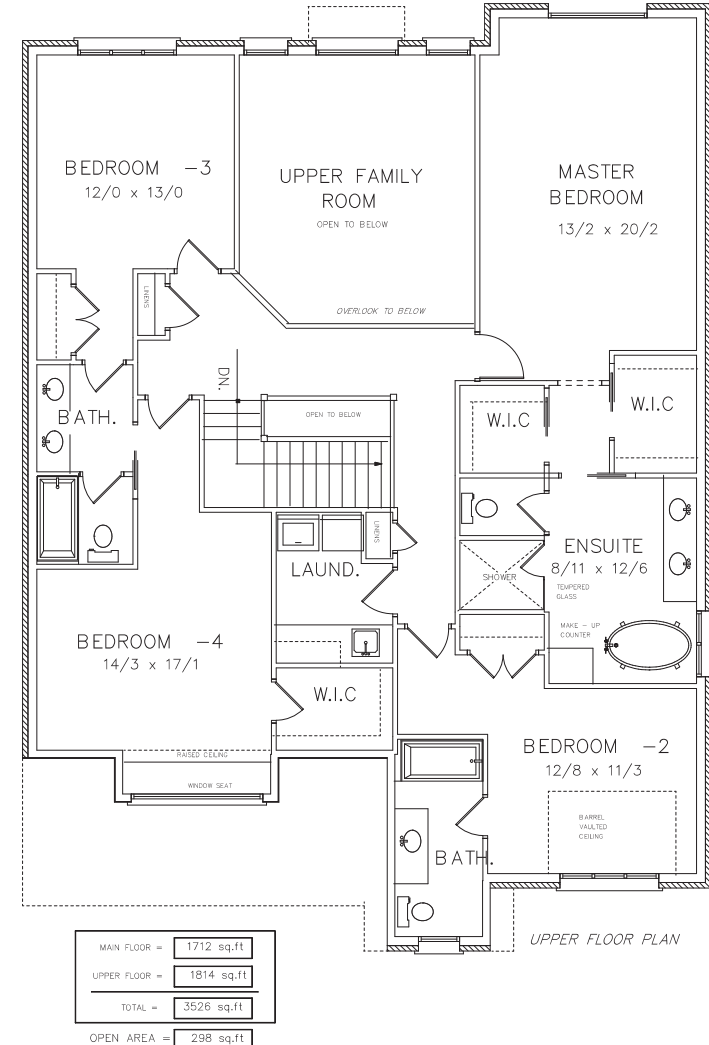 BEDROOM -3
12/0 x 13/0
UPPER FAMILY
ROOM
OPEN TO BELOW
OVERLOOK TO BELOW
MASTER
BEDROOM
13/2 x 20/2
LINENS
DN.
OPEN TO BELOW
BATH.
W.I.C
W.I.C
LINENS
LAUND.
SHOWER
ENSUITE
8/11 x 12/6
TEMPERED
GLASS
MAKE - UP
COUNTER
BEDROOM -4
14/3 x 17/1
W.I.C
RAISED CEILING
WINDOW SEAT
BEDROOM -2
12/8 x 11/3
BARREL
VAULTED
CEILING
BATH.
UPPER FLOOR PLAN
MAIN FLOOR = 1712 sq.ft
UPPER FLOOR = 1814 sq.ft
TOTAL = 3526 sq.ft
OPEN AREA = 298 sq.ft